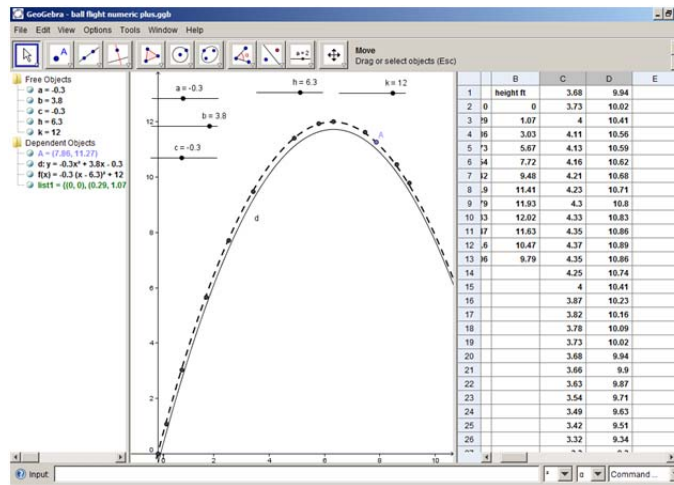 GeoGebra - ball flight numeric plus.ggb
File Edit View Options Tools Window Help
a=2
Move
Drag or select objects (Esc)
Free Objects
a = -0.3
b = 3.8
c = -0.3
h = 6.3
k = 12
Dependent Objects
A = (7.86, 11.27)
d: y = -0.3x² + 3.8x - 0.3
f(x) = -0.3 (x - 6.3)² + 12
list1 = {(0, 0), (0.29, 1.07
a = -0.3
h = 6.3
k = 12
b = 3.8
c = -0.3
A
d
12
10
8
6
4
2
0
0 2 4 6 8 10
B C D E
1 height ft 3.68 9.94
2 0 0 3.73 10.02
3 29 1.07 4 10.41
4 3.03 4.11 10.56
5 5.67 4.13 10.59
6 7.72 4.16 10.62
7 9.48 4.21 10.68
8 11.41 4.23 10.71
9 11.93 4.3 10.8
10 12.02 4.33 10.83
11 11.63 4.35 10.86
12 10.47 4.37 10.89
13 9.79 4.35 10.86
14 4.25 10.74
15 4 10.41
16 3.87 10.23
17 3.82 10.16
18 3.78 10.09
19 3.73 10.02
20 3.68 9.94
21 3.66 9.9
22 3.63 9.87
23 3.54 9.71
24 3.49 9.63
25 3.42 9.51
26 3.32 9.34
Input:
² α Command ...